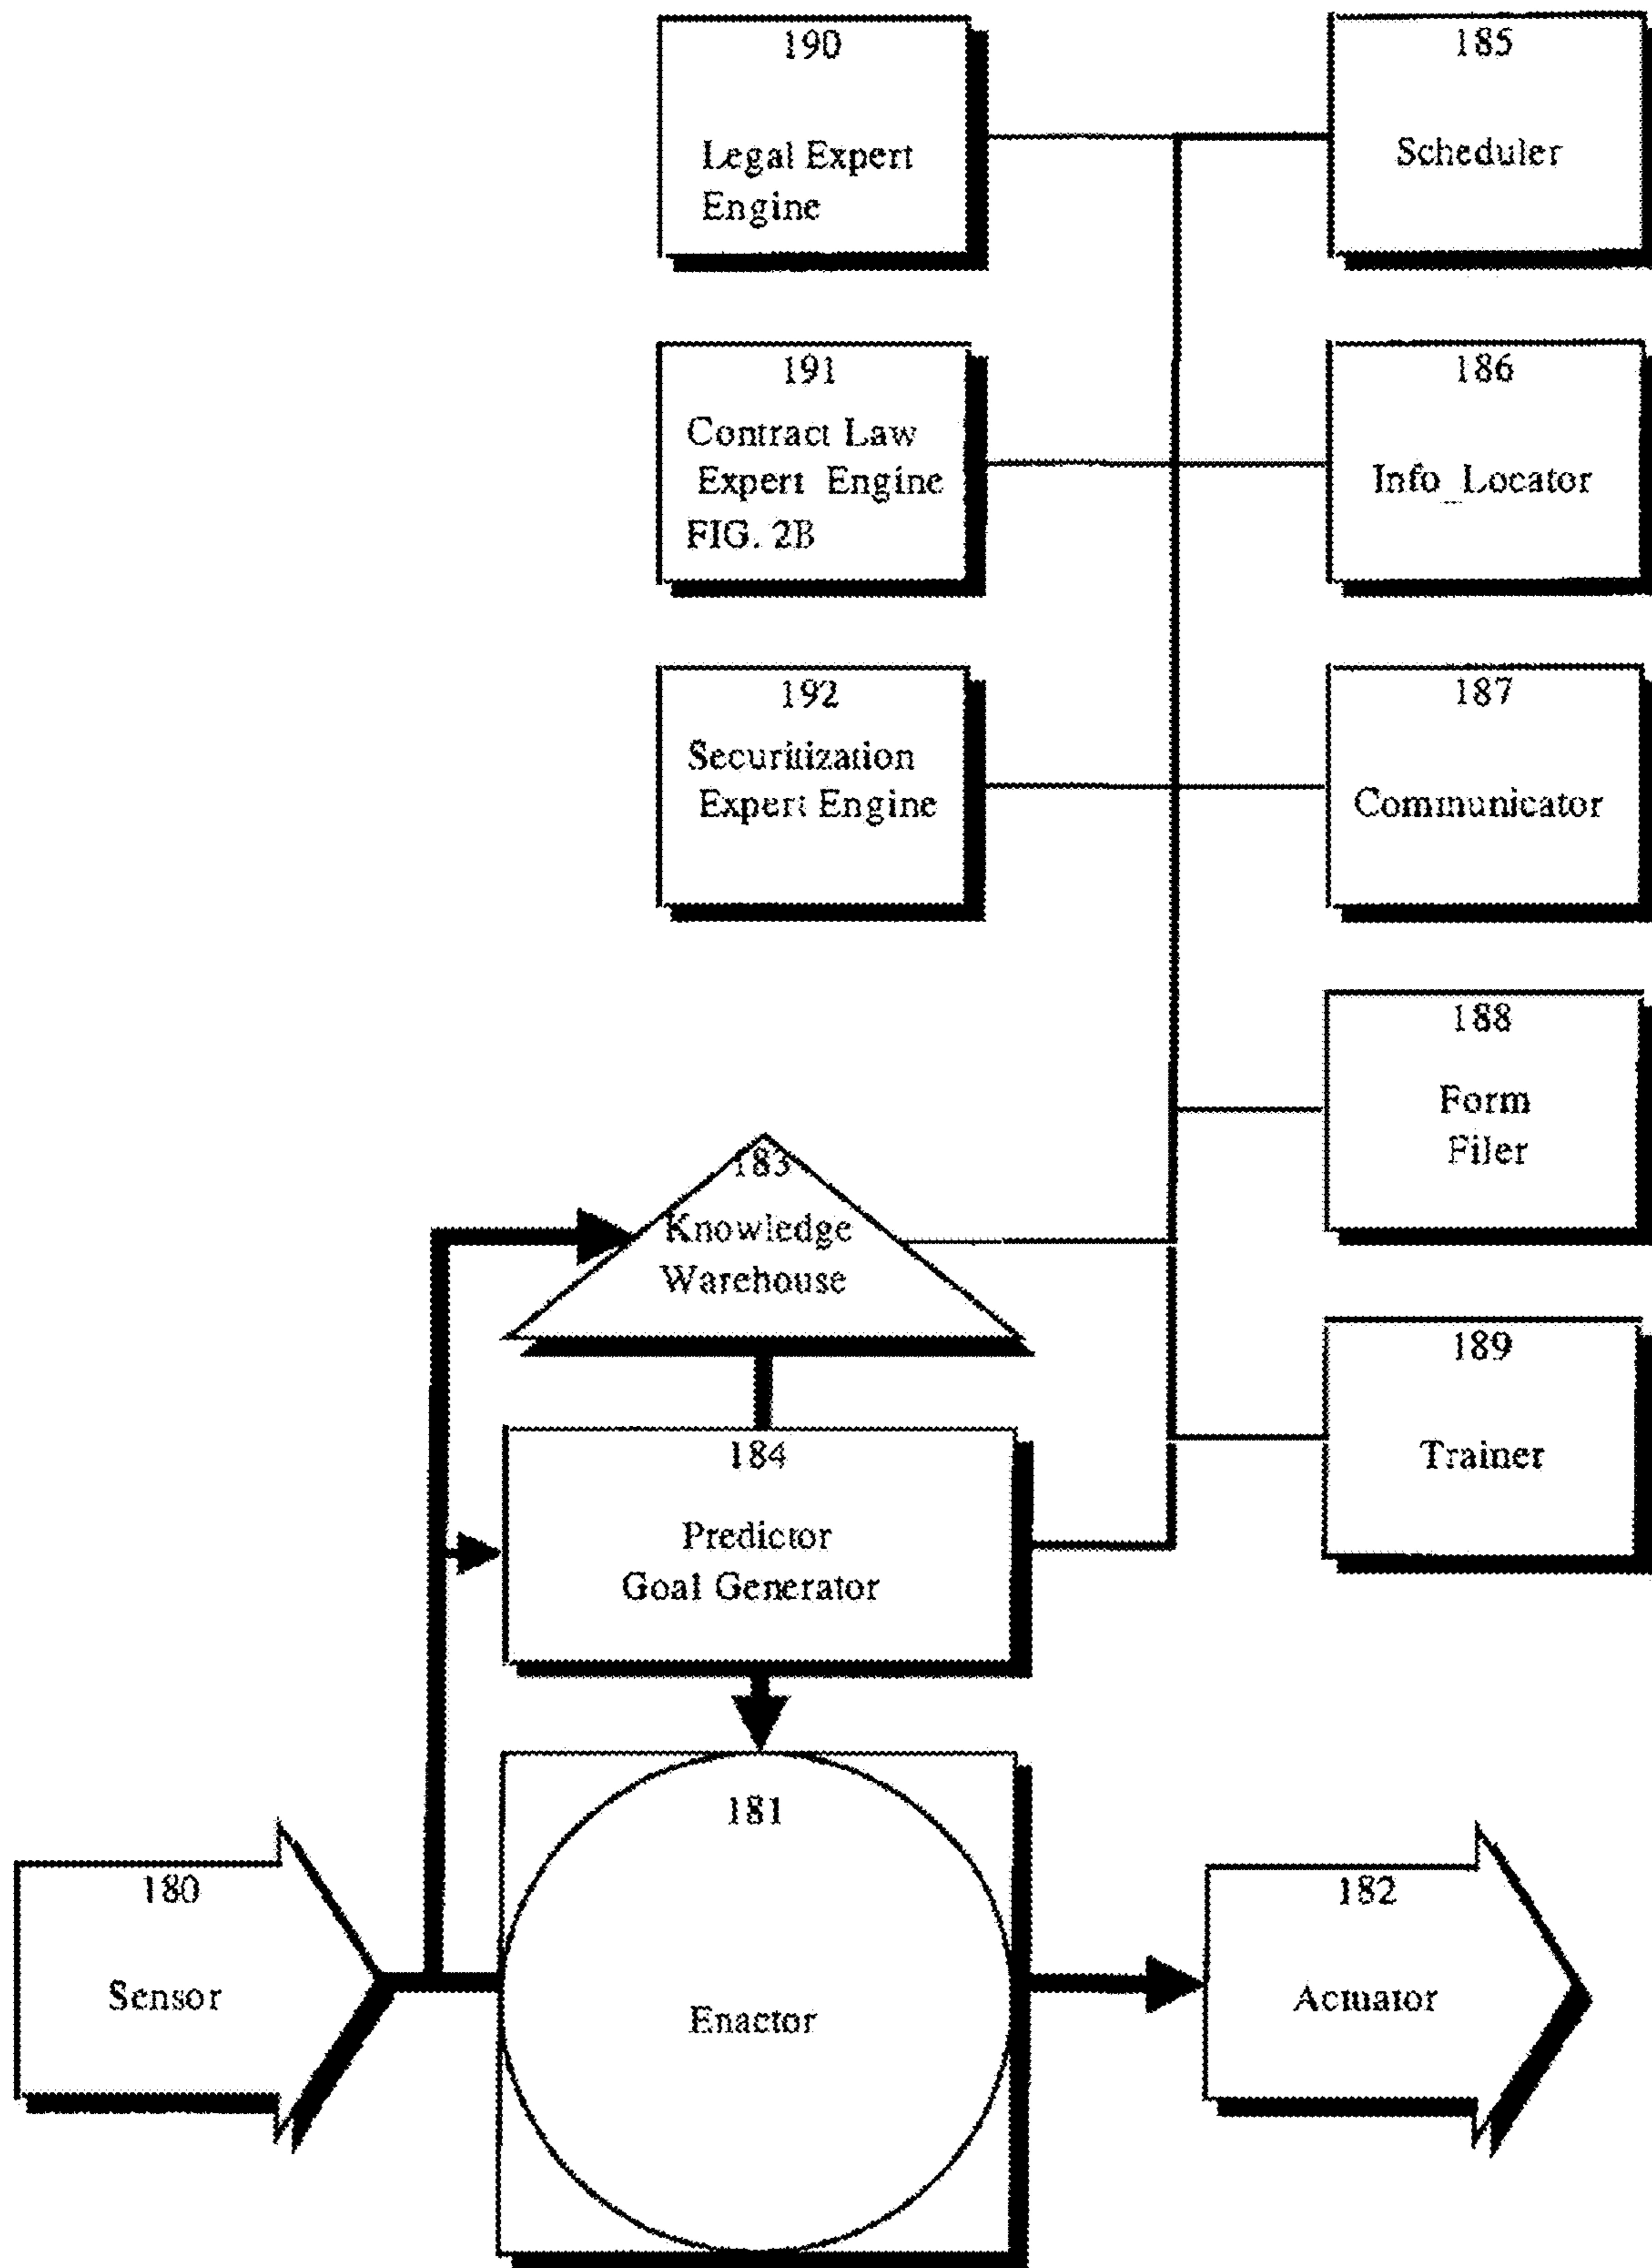 190
Legal Expert
Engine
185
Scheduler
191
Contract Law
Expert Engine
FIG. 2B
186
Info_Locator
192
Securitization
Expert Engine
187
Communicator
188
Form
Filer
183
Knowledge
Warehouse
189
Trainer
184
Predictor
Goal Generator
181
Enactor
180
Sensor
182
Actuator